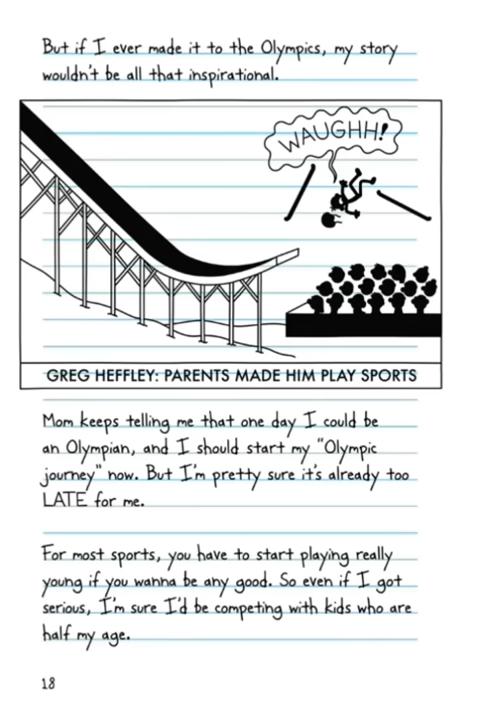 But if I ever made it to the Olympics, my story
wouldn't be all that inspirational.
WAUGHH!
GREG HEFFLEY: PARENTS MADE HIM PLAY SPORTS
Mom keeps telling me that one day I could be
an Olympian, and I should start my "Olympic
journey" now. But I'm pretty sure it's already too
LATE for me.
For most sports, you have to start playing really
young if you wanna be any good. So even if I got
serious, I'm sure I'd be competing with kids who are
half my age.
18